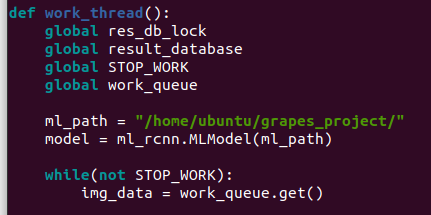 def work_thread():
    global res_db_lock
    global result_database
    global STOP_WORK
    global work_queue

    ml_path = "/home/ubuntu/grapes_project/"
    model = ml_rcnn.MLModel(ml_path)

    while(not STOP_WORK):
        img_data = work_queue.get()